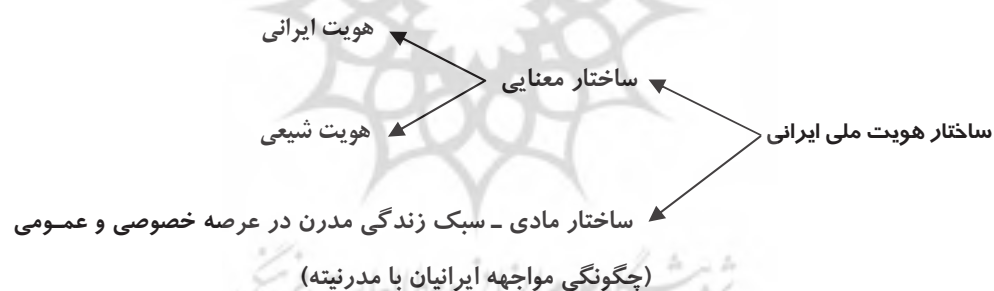 هویت ایرانی
ساختار معنایی
ساختار هویت ملی ایرانی
هویت شیعی
ساختار مادی ـ سبک زندگی مدرن در عرصه خصوصی و عمـومی
(چگونگی مواجهه ایرانیان با مدرنیته)